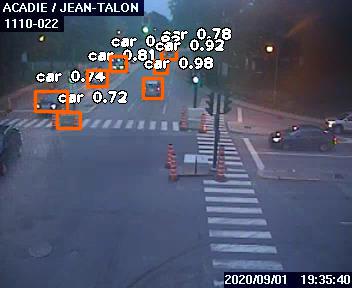 ACADIE / JEAN-TALON
1110-022
car 0.78
car 0.92
car 0.81
car 0.98
car 0.74
car 0.72
2020/09/01 19:35:40